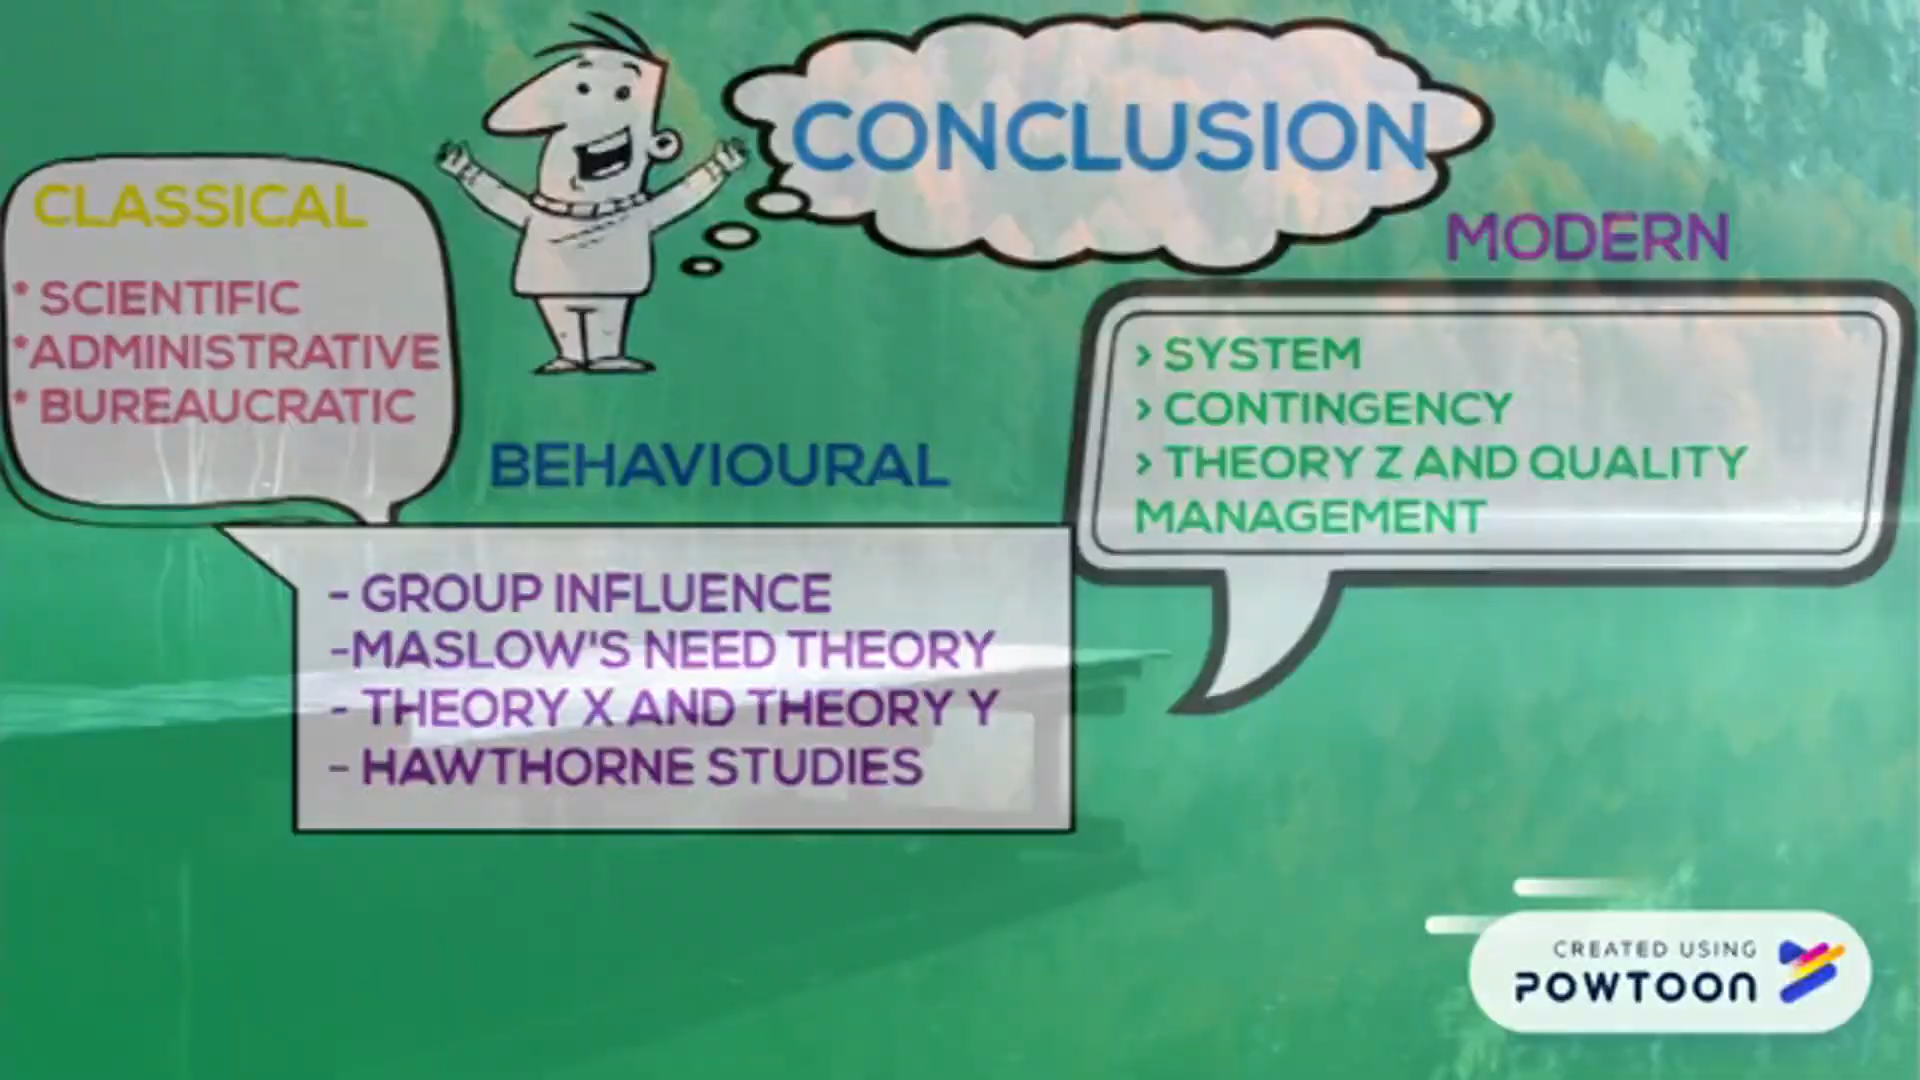 CONCLUSION
CLASSICAL
* SCIENTIFIC
*ADMINISTRATIVE
* BUREAUCRATIC
BEHAVIOURAL
- GROUP INFLUENCE
-MASLOW'S NEED THEORY
- THEORY X AND THEORY Y
- HAWTHORNE STUDIES
MODERN
> SYSTEM
> CONTINGENCY
> THEORY Z AND QUALITY
MANAGEMENT
CREATED USING
POWTOON